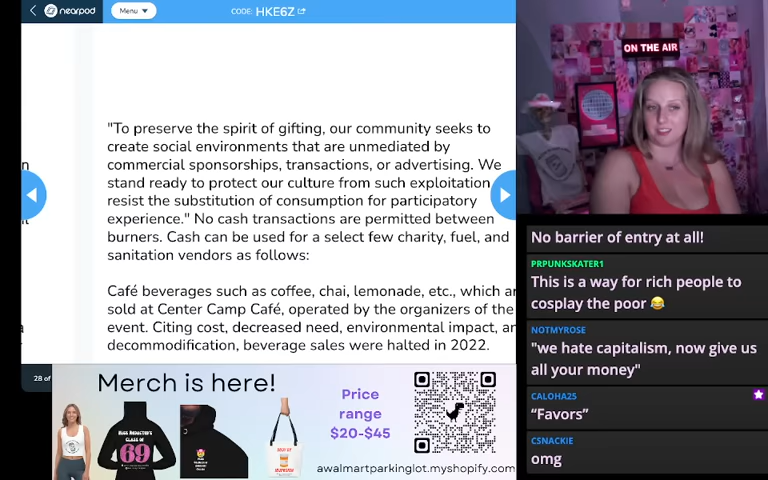 nearpod
Menu
CODE: HKE6Z
ON THE AIR
"To preserve the spirit of gifting, our community seeks to
create social environments that are unmediated by
commercial sponsorships, transactions, or advertising. We
stand ready to protect our culture from such exploitation
resist the substitution of consumption for participatory
experience." No cash transactions are permitted between
burners. Cash can be used for a select few charity, fuel, and
sanitation vendors as follows:
Café beverages such as coffee, chai, lemonade, etc., which ar
sold at Center Camp Café, operated by the organizers of the
event. Citing cost, decreased need, environmental impact, an
decommodification, beverage sales were halted in 2022.
28 of
No barrier of entry at all!
PRPUNKSKATER1
This is a way for rich people to
cosplay the poor 😂
NOTMYROSE
"we hate capitalism, now give us
all your money"
CALOHA25
“Favors”
CSNACKIE
omg
Merch is here!
Price
range
$20-$45
69
awalmartparkinglot.myshopify.com